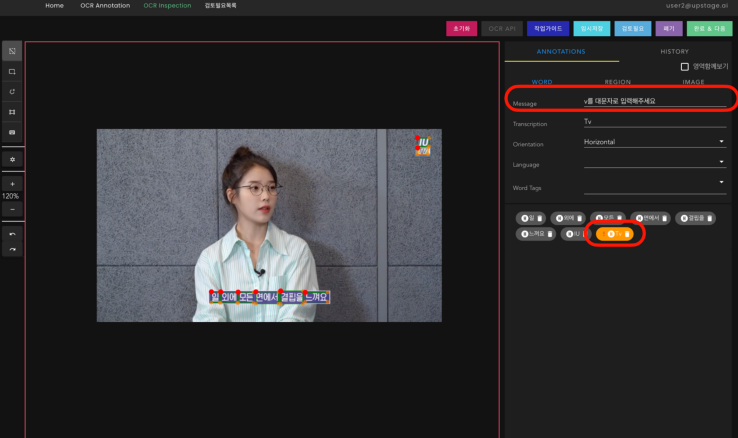 Home OCR Annotation OCR Inspection 검토필요목록 user2@upstage.ai
초기화 OCR API 작업가이드 임시저장 검토필요 폐기 완료 & 다음
ANNOTATIONS HISTORY
영역함께보기
WORD REGION IMAGE
Message v를 대문자로 입력해주세요
Transcription Tv
Orientation Horizontal
Language
Word Tags
일 외에 모든 면에서 결핍을
느껴요 IU Tv
120%
IU
일 외에 모든 면에서 결핍을 느껴요